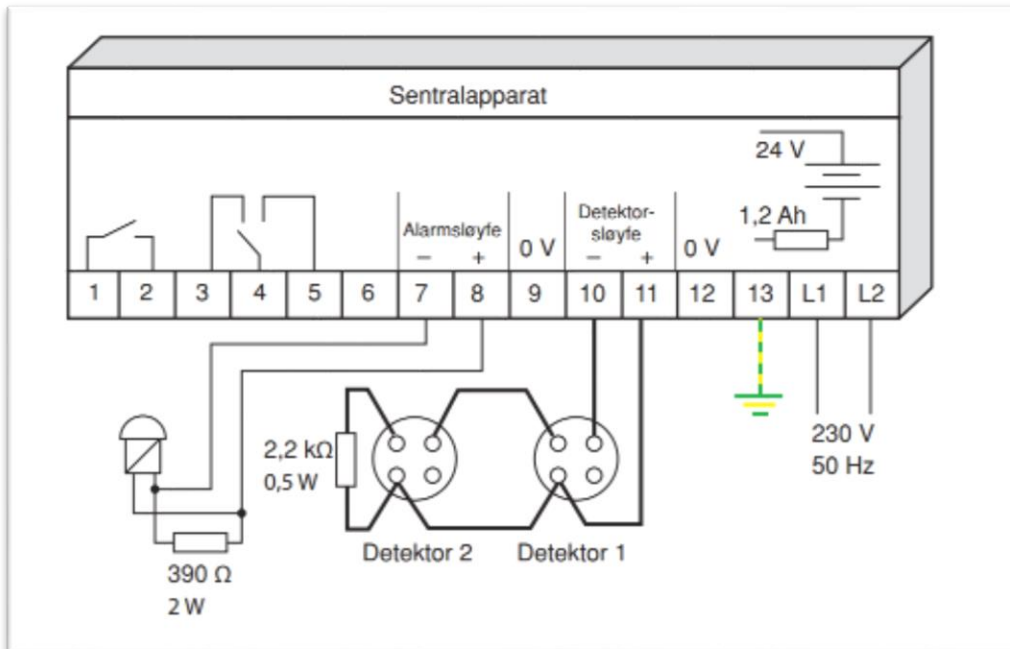 Sentralapparat
24 V
1,2 Ah
Alarmsløyfe
– +
0 V
Detektor-
sløyfe
– +
0 V
1 2 3 4 5 6 7 8 9 10 11 12 13 L1 L2
230 V
50 Hz
2,2 kΩ
0,5 W
Detektor 2 Detektor 1
390 Ω
2 W